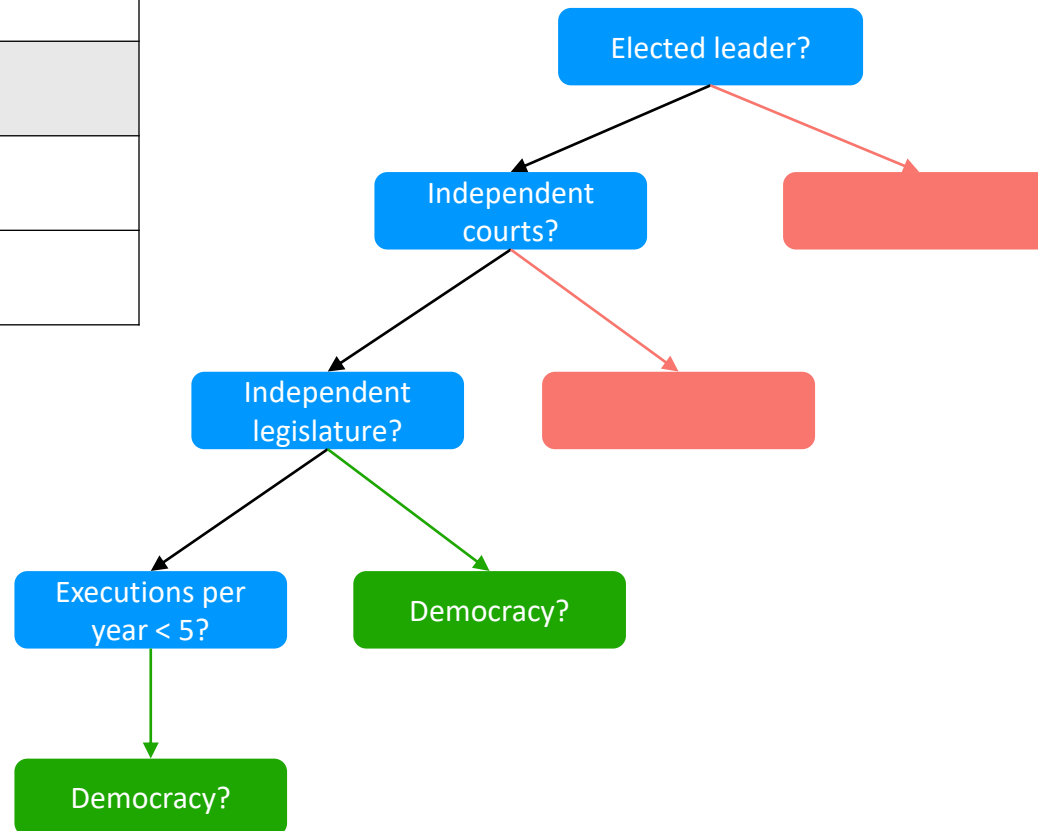 Elected leader?
Independent
courts?
Independent
legislature?
Executions per
year < 5?
Democracy?
Democracy?